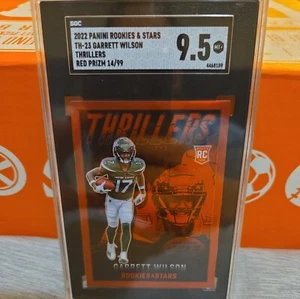 SGC
2022 PANINI ROOKIES & STARS
TH-23 GARRETT WILSON
THRILLERS
RED PRIZM 14/99
9.5 MT+
THRILLERS
RC
17
GARRETT WILSON
ROOKIES & STARS